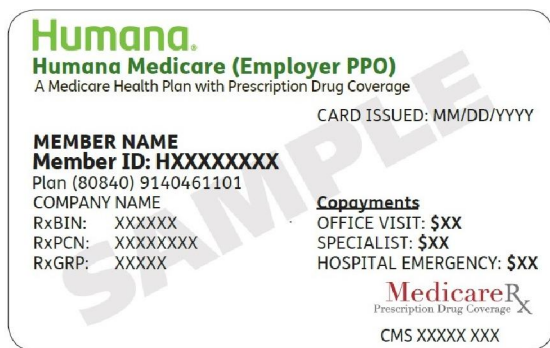 Humana®
Humana Medicare (Employer PPO)
A Medicare Health Plan with Prescription Drug Coverage
CARD ISSUED: MM/DD/YYYY
MEMBER NAME
Member ID: HXXXXXXXX
Plan (80840) 9140461101
COMPANY NAME
RxBIN: XXXXXX
RxPCN: XXXXXXXX
RxGRP: XXXXX
Copayments
OFFICE VISIT: $XX
SPECIALIST: $XX
HOSPITAL EMERGENCY: $XX
MedicareRx
Prescription Drug Coverage
CMS XXXXX XXX
SAMPLE